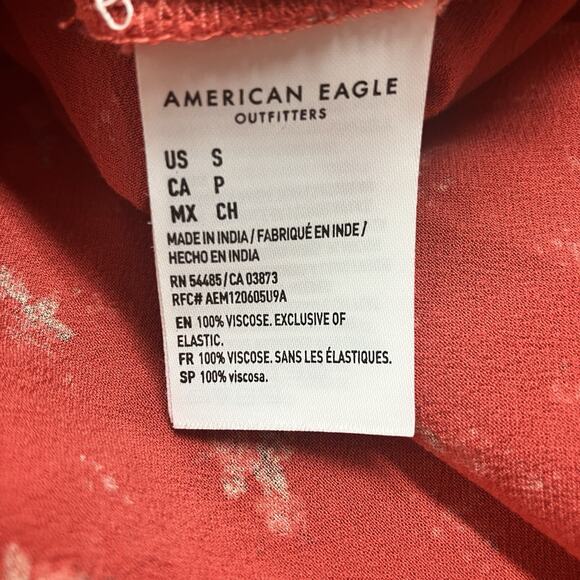 AMERICAN EAGLE
OUTFITTERS
US S
CA P
MX CH
MADE IN INDIA / FABRIQUÉ EN INDE /
HECHO EN INDIA
RN 54485 / CA 03873
RFC# AEM120605U9A
EN 100% VISCOSE. EXCLUSIVE OF
ELASTIC.
FR 100% VISCOSE. SANS LES ÉLASTIQUES.
SP 100% viscosa.